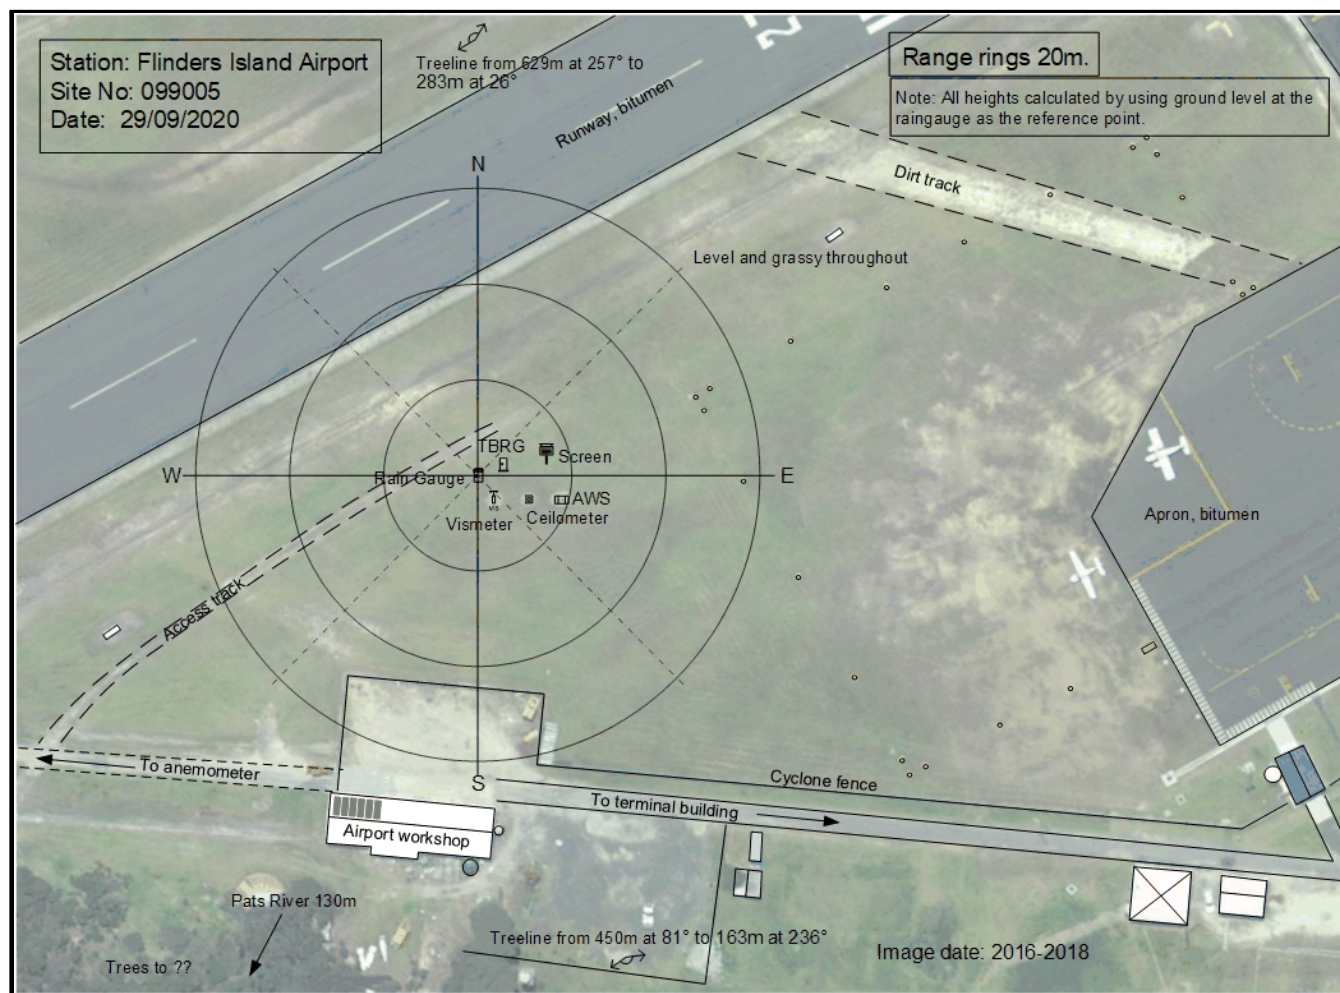 Station: Flinders Island Airport
Site No: 099005
Date: 29/09/2020
Treeline from 629m at 257° to
283m at 26°
Range rings 20m.
Note: All heights calculated by using ground level at the
raingauge as the reference point.
Runway, bitumen
Dirt track
Level and grassy throughout
N
W
E
S
TBRG
Screen
Rain Gauge
AWS
Vismeter
Ceilometer
Apron, bitumen
Access track
To anemometer
Cyclone fence
To terminal building
Airport workshop
Pats River 130m
Trees to ??
Treeline from 450m at 81° to 163m at 236°
Image date: 2016-2018